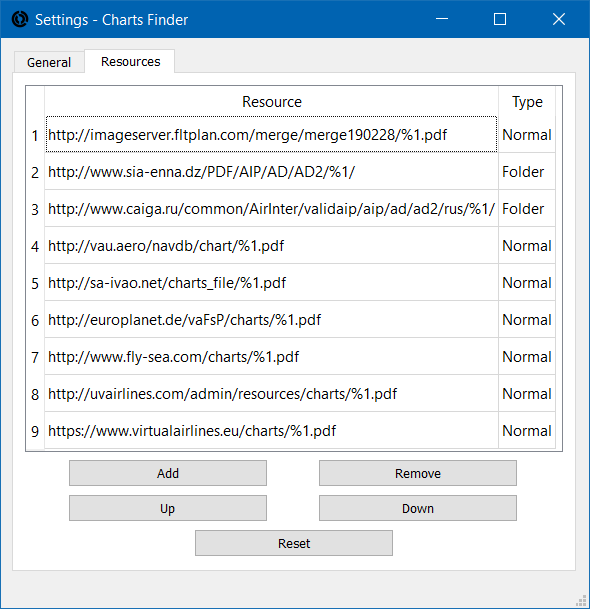 Settings - Charts Finder
General Resources
Resource Type
1 http://imageserver.fltplan.com/merge/merge190228/%1.pdf Normal
2 http://www.sia-enna.dz/PDF/AIP/AD/AD2/%1/ Folder
3 http://www.caiga.ru/common/AirInter/validaip/aip/ad/ad2/rus/%1/ Folder
4 http://vau.aero/navdb/chart/%1.pdf Normal
5 http://sa-ivao.net/charts_file/%1.pdf Normal
6 http://europlanet.de/vaFsP/charts/%1.pdf Normal
7 http://www.fly-sea.com/charts/%1.pdf Normal
8 http://uvairlines.com/admin/resources/charts/%1.pdf Normal
9 https://www.virtualairlines.eu/charts/%1.pdf Normal
Add Remove
Up Down
Reset